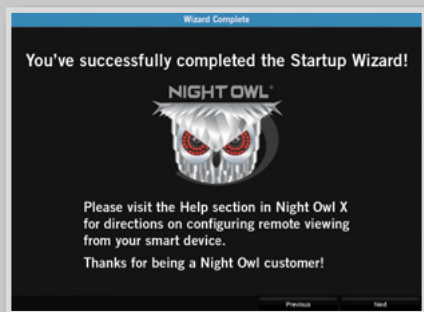 Wizard Complete
You've successfully completed the Startup Wizard!
NIGHT OWL®
Please visit the Help section in Night Owl X
for directions on configuring remote viewing
from your smart device.
Thanks for being a Night Owl customer!
Previous Next